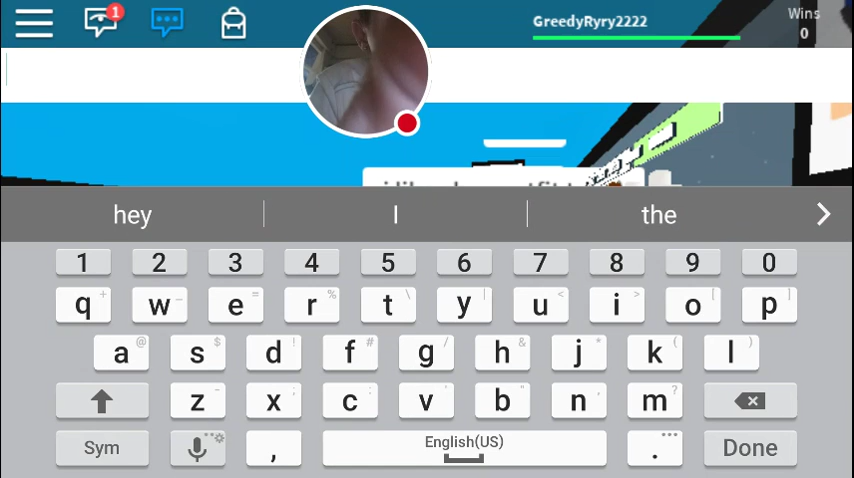 1
GreedyRyry2222
Wins
0
hey I the
1 2 3 4 5 6 7 8 9 0
q + w - e = r % t \ y | u < i > o [ p ]
a @ s $ d ! f # g / h & j * k ( l )
z x c v b n m ?
Sym , English(US) . Done